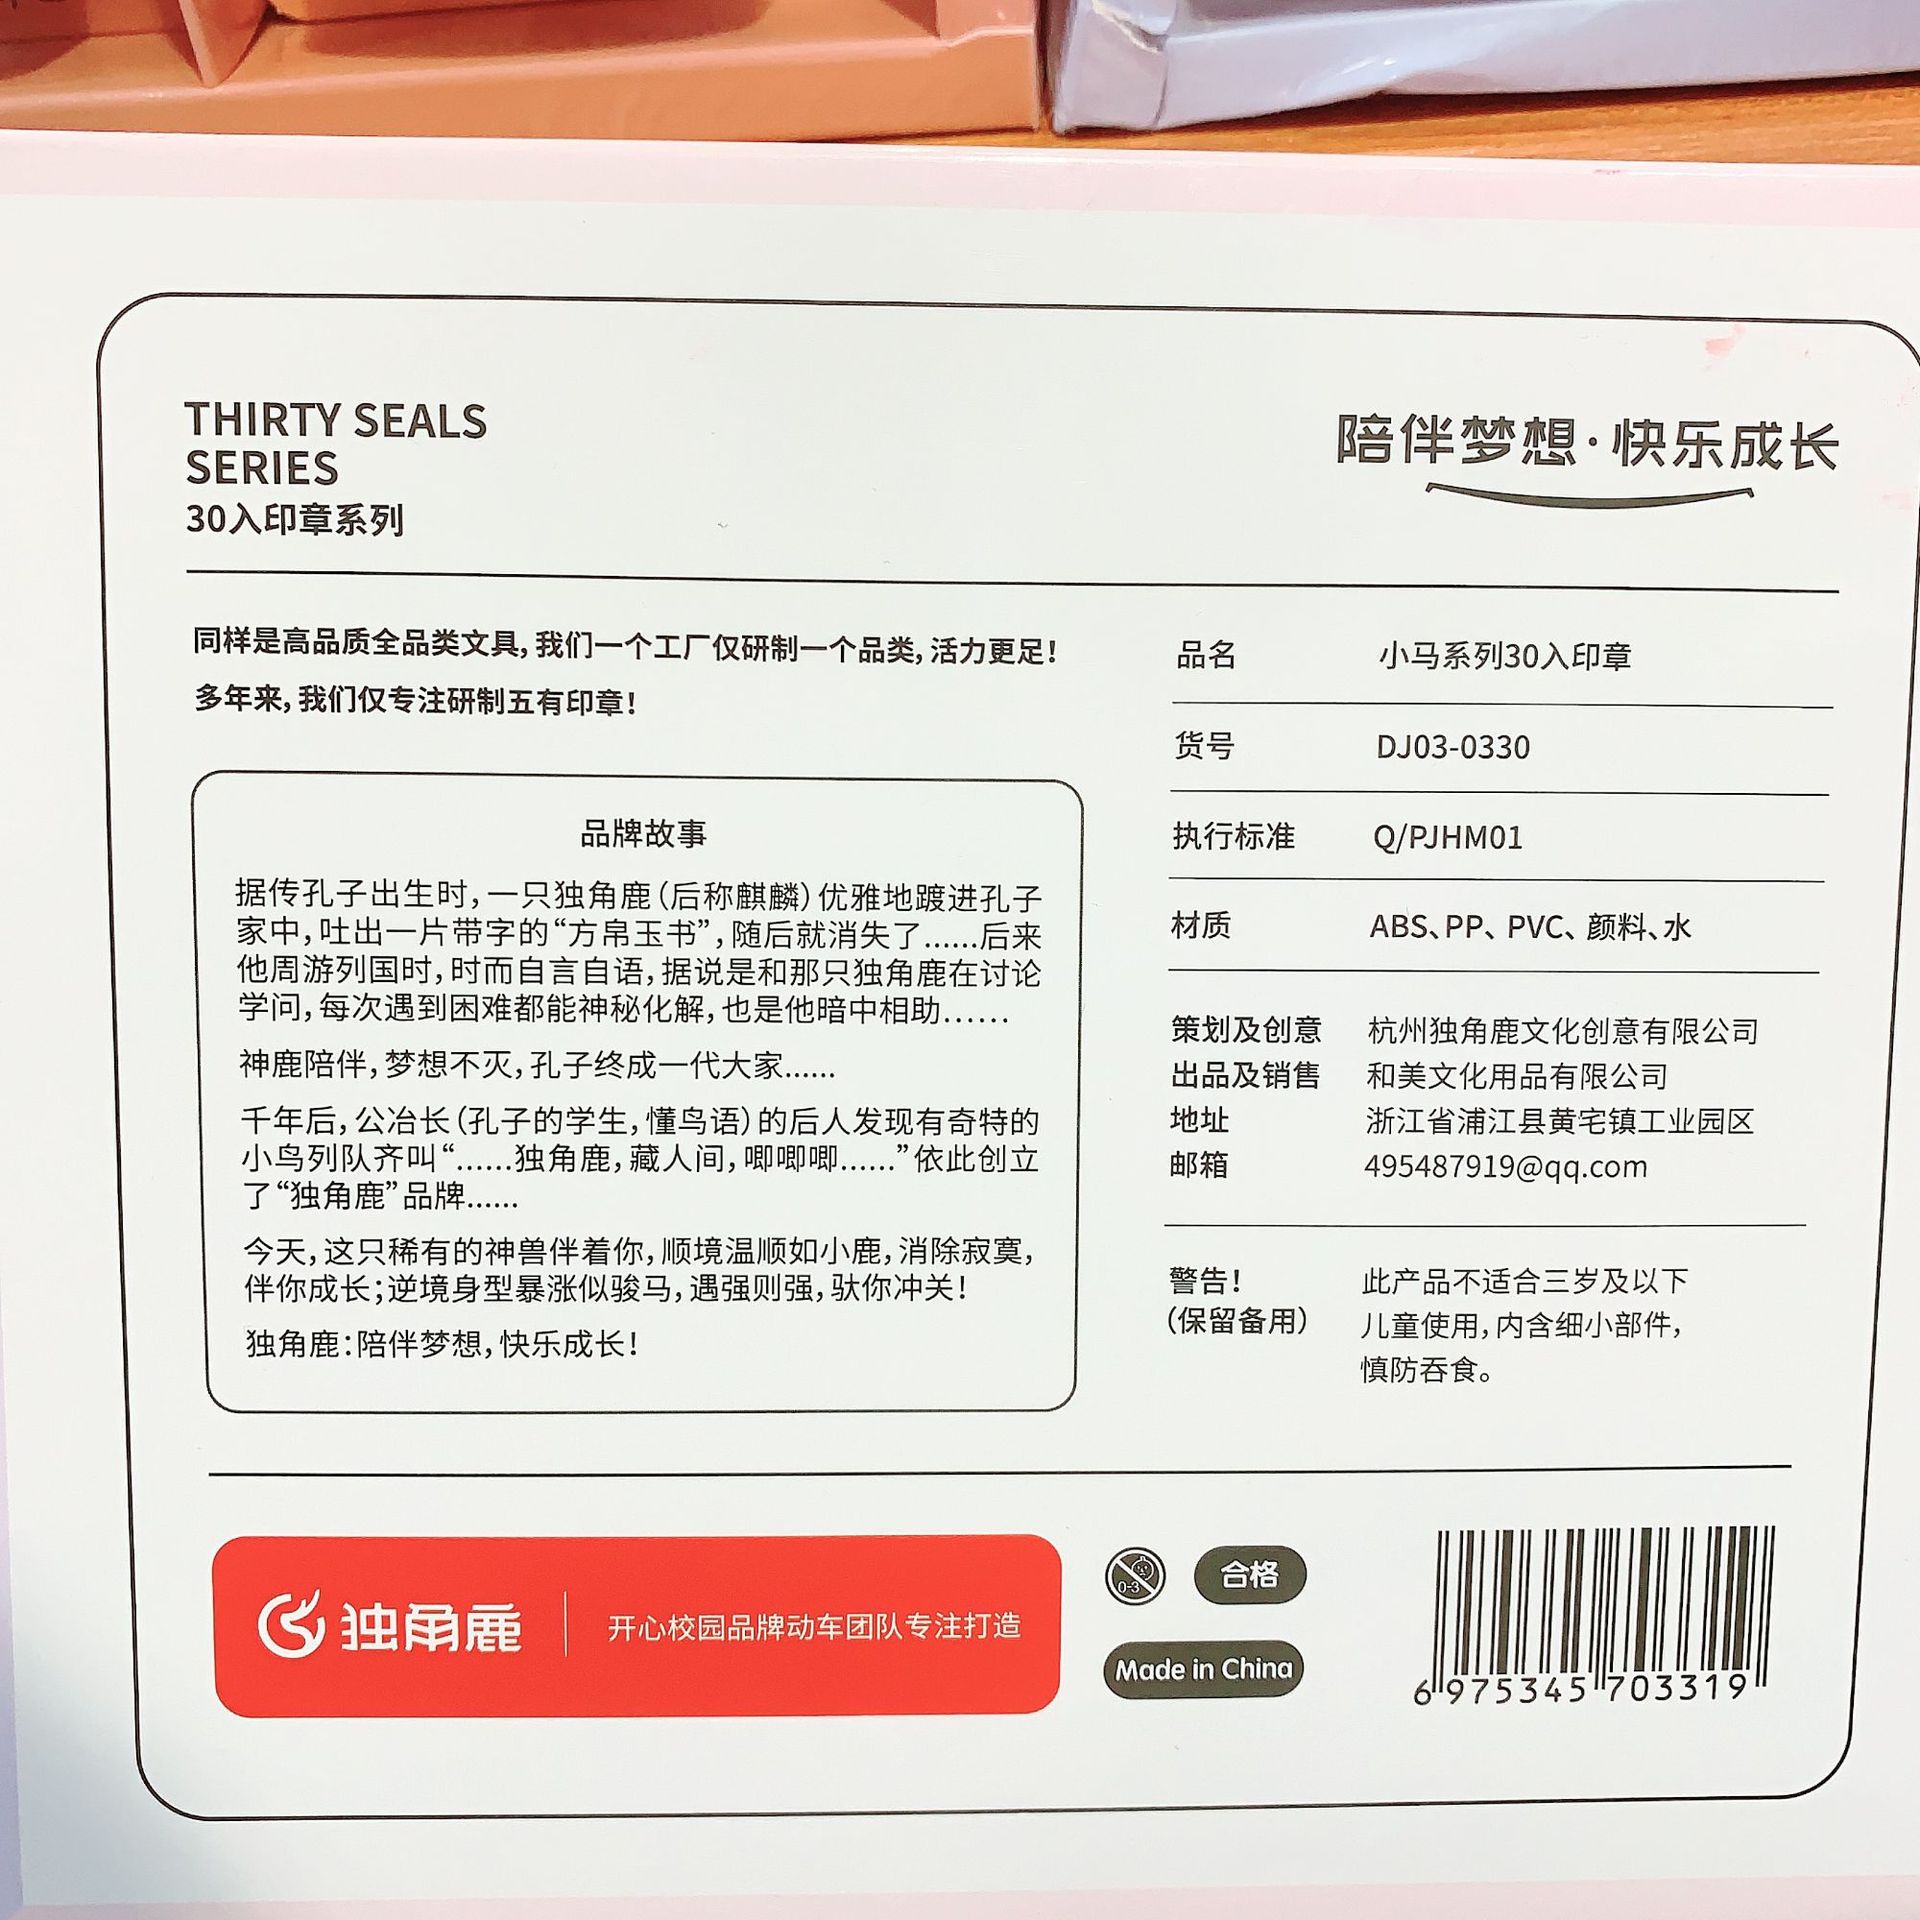 THIRTY SEALS
SERIES
30入印章系列
陪伴梦想·快乐成长
同样是高品质全品类文具，我们一个工厂仅研制一个品类，活力更足！
多年来，我们仅专注研制五有印章！
品牌故事
据传孔子出生时，一只独角鹿（后称麒麟）优雅地踱进孔子
家中，吐出一片带字的“方帛玉书”，随后就消失了......后来
他周游列国时，时而自言自语，据说是和那只独角鹿在讨论
学问，每次遇到困难都能神秘化解，也是他暗中相助......
神鹿陪伴，梦想不灭，孔子终成一代大家......
千年后，公冶长（孔子的学生，懂鸟语）的后人发现有奇特的
小鸟列队齐叫“......独角鹿，藏人间，唧唧唧......”依此创立
了“独角鹿”品牌......
今天，这只稀有的神兽伴着你，顺境温顺如小鹿，消除寂寞，
伴你成长；逆境身型暴涨似骏马，遇强则强，驮你冲关！
独角鹿：陪伴梦想，快乐成长！
品名 小马系列30入印章
货号 DJ03-0330
执行标准 Q/PJHM01
材质 ABS、PP、PVC、颜料、水
策划及创意 杭州独角鹿文化创意有限公司
出品及销售 和美文化用品有限公司
地址 浙江省浦江县黄宅镇工业园区
邮箱 495487919@qq.com
警告！ 此产品不适合三岁及以下
（保留备用） 儿童使用，内含细小部件，
慎防吞食。
独角鹿 开心校园品牌动车团队专注打造
0-3
合格
Made in China
6 975345 703319